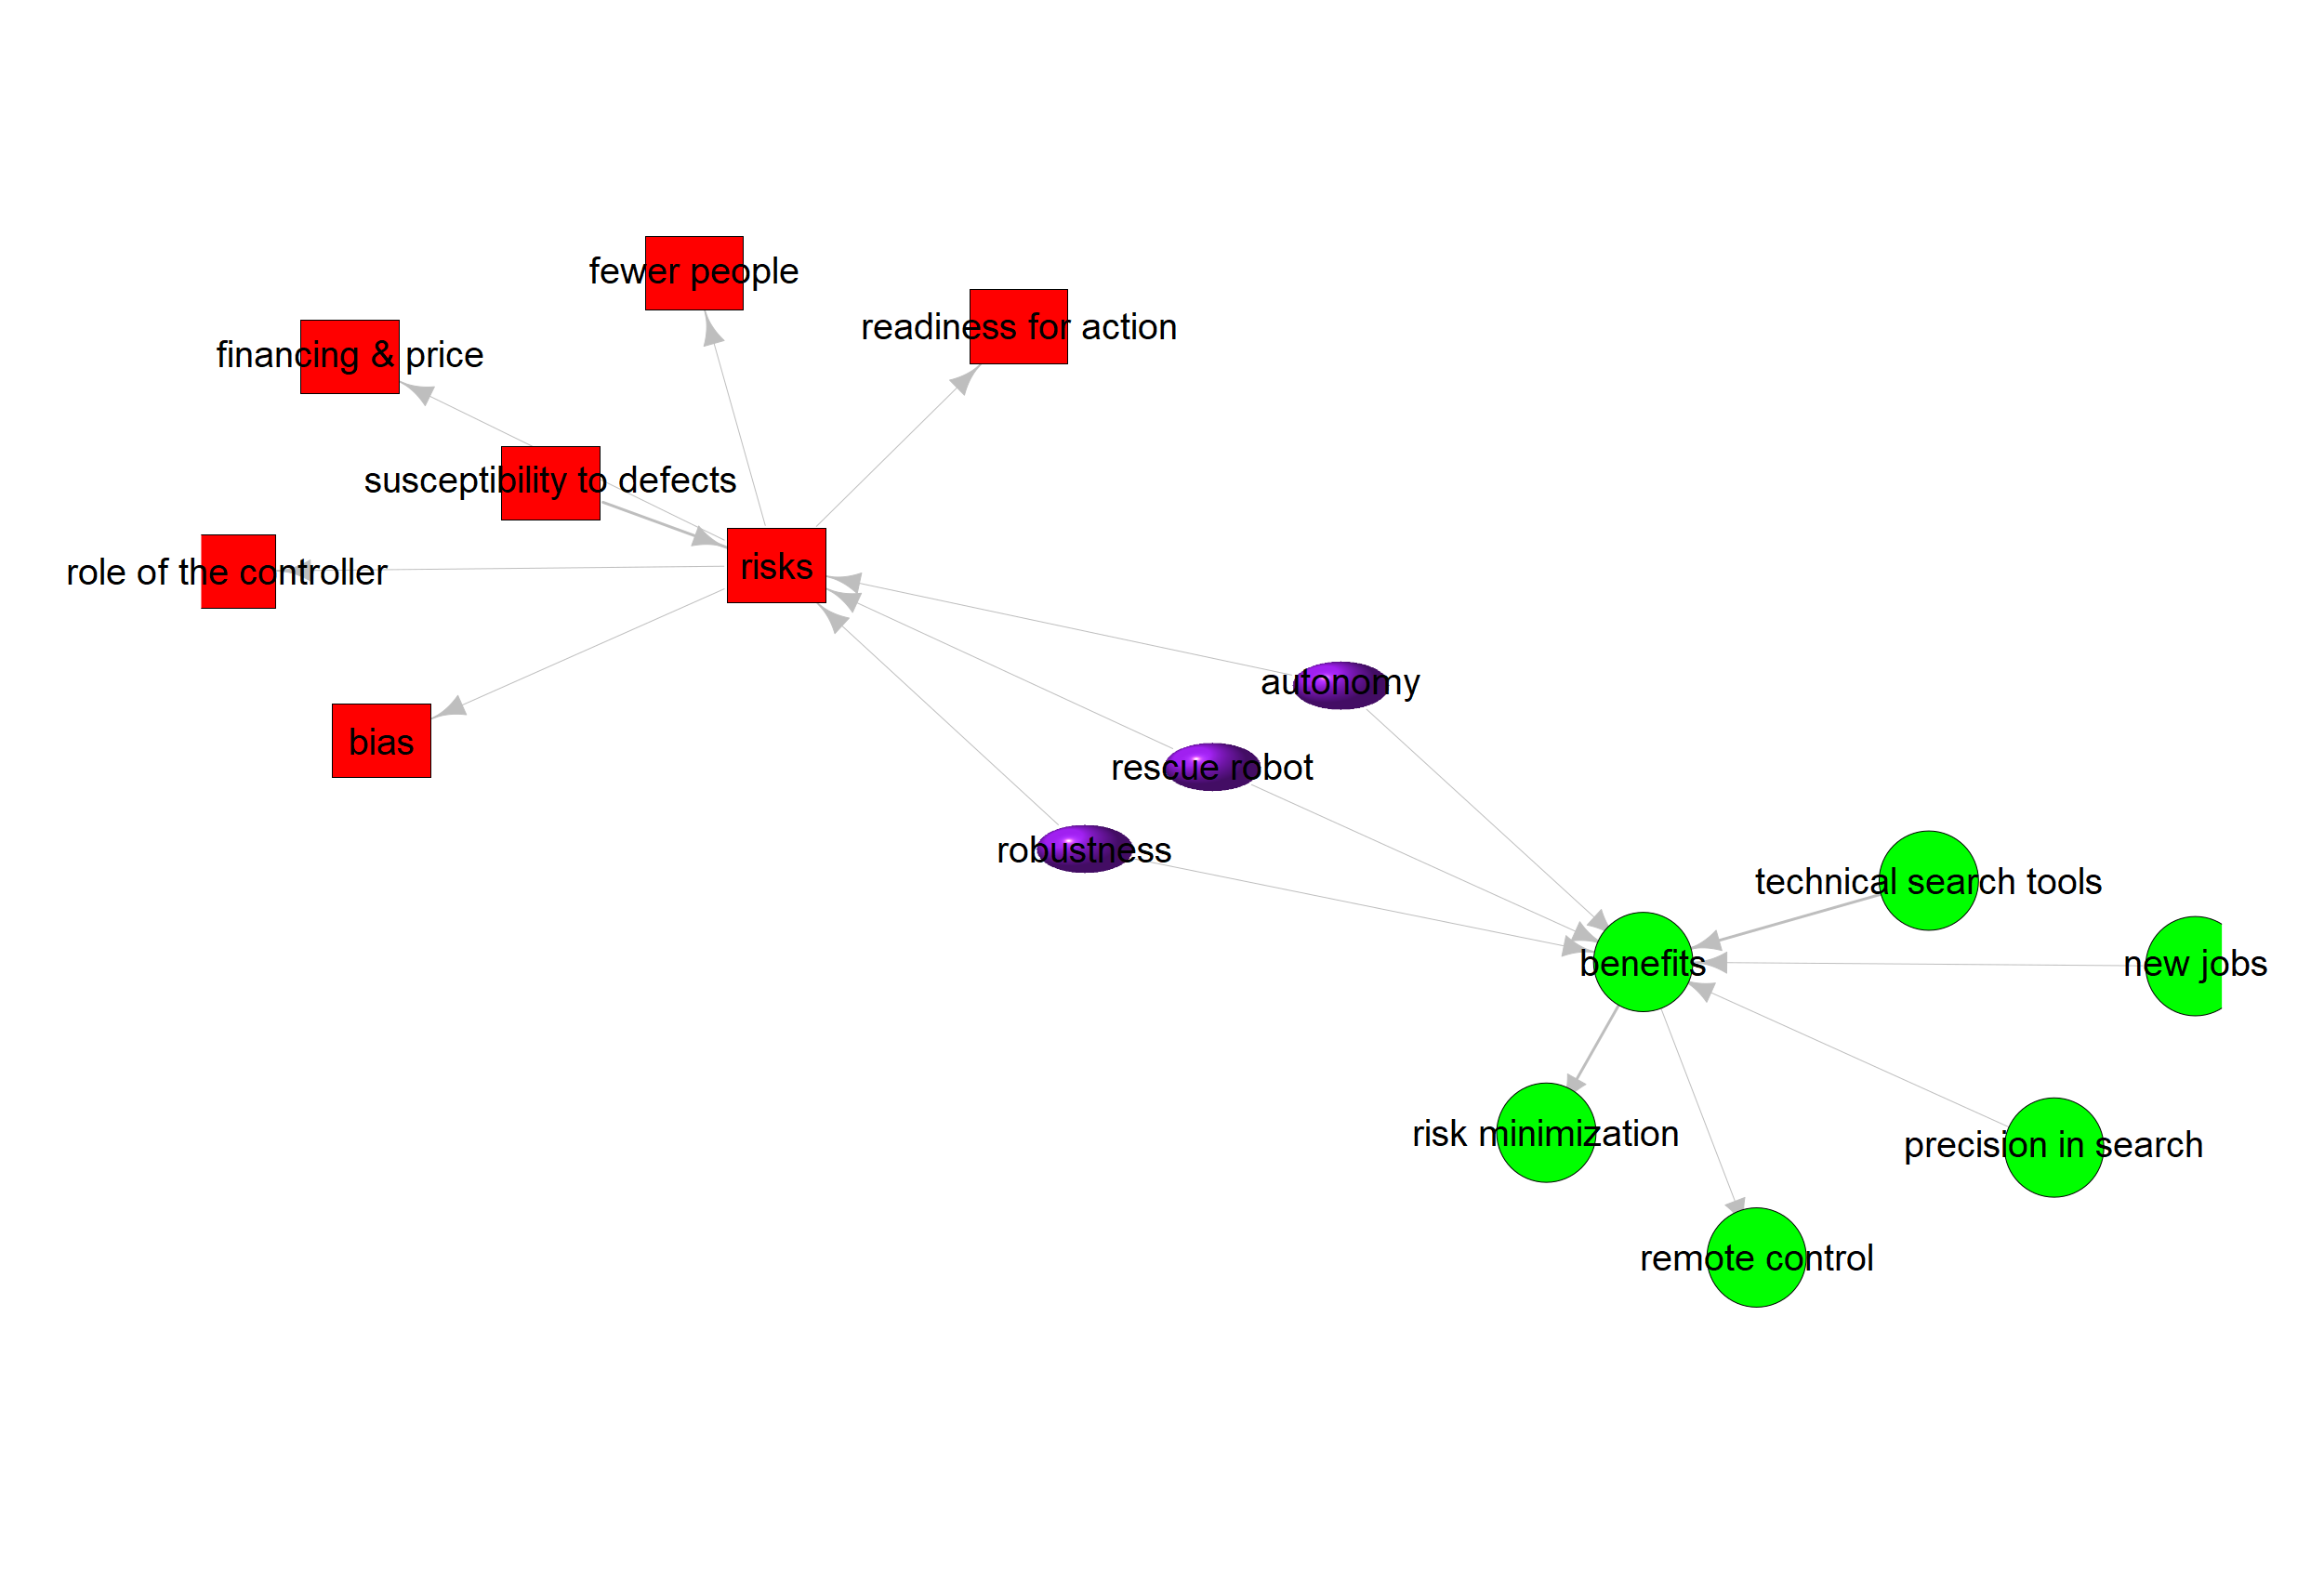 fewer people
readiness for action
financing & price
susceptibility to defects
role of the controller
risks
bias
autonomy
rescue robot
robustness
technical search tools
benefits
new jobs
risk minimization
precision in search
remote control